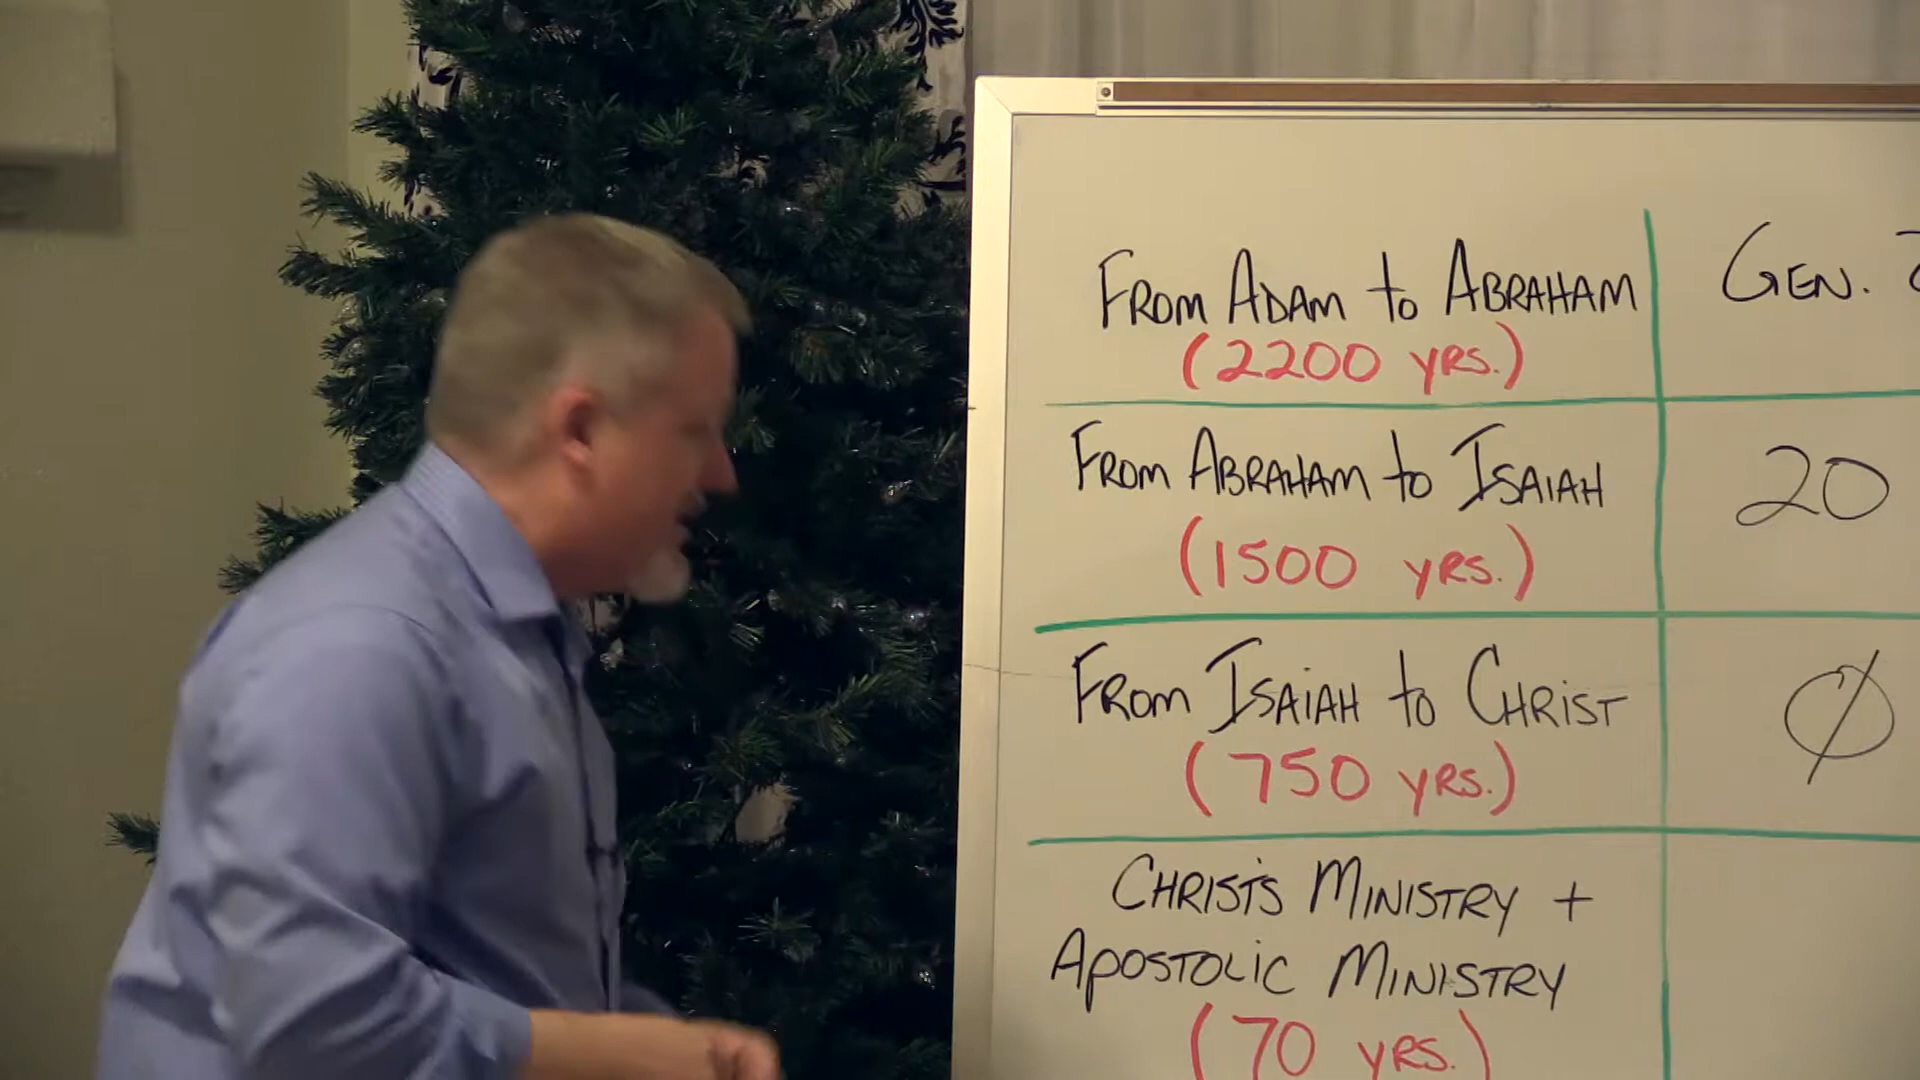 From Adam to Abraham
(2200 yrs.)
Gen.
From Abraham to Isaiah
(1500 yrs.)
20
From Isaiah to Christ
(750 yrs.)
Ø
Christ's Ministry +
Apostolic Ministry
(70 yrs.)